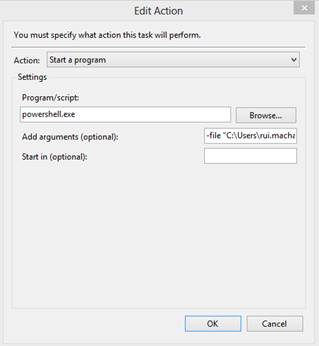 Edit Action
You must specify what action this task will perform.
Action: Start a program
Settings
Program/script:
powershell.exe Browse...
Add arguments (optional): -file "C:\Users\rui.macha
Start in (optional):
OK Cancel